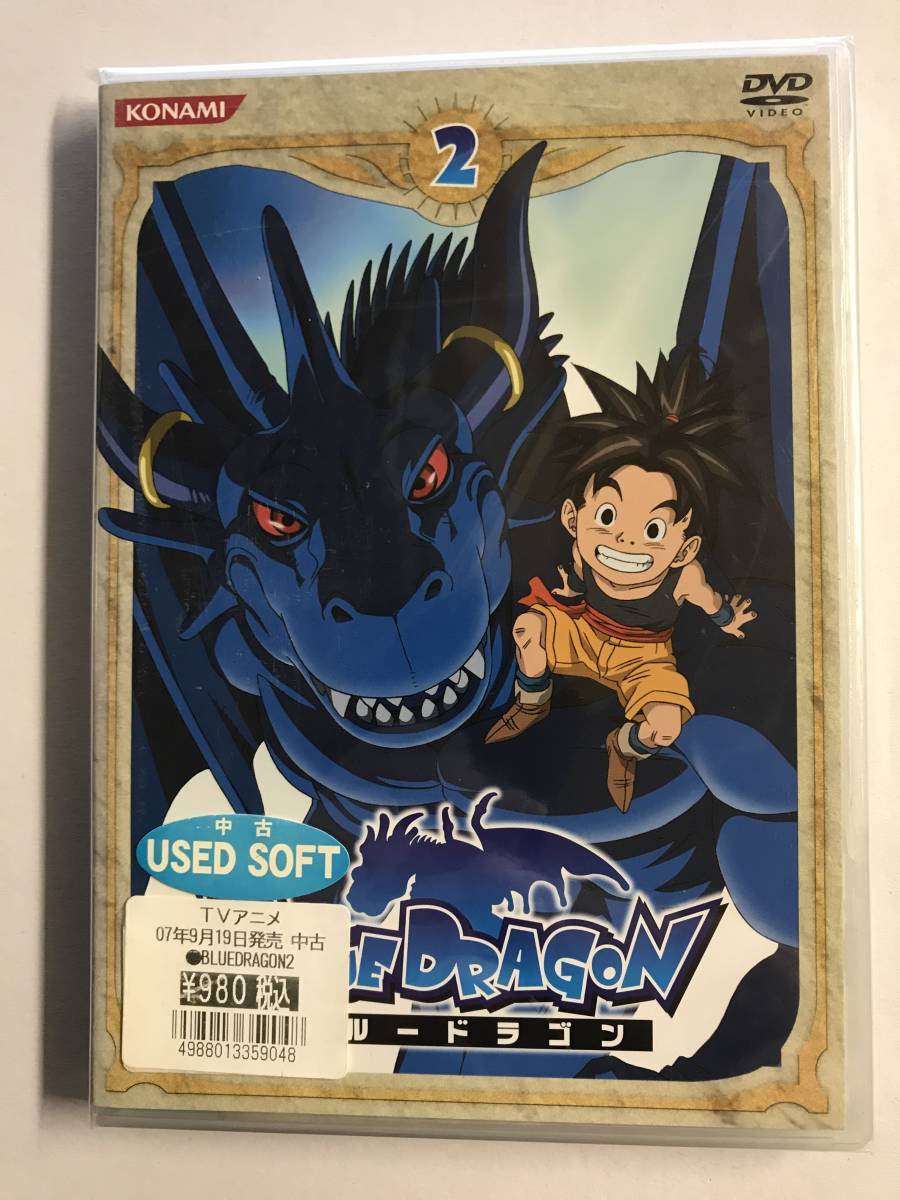 KONAMI
DVD
VIDEO
2
中古
USED SOFT
TVアニメ
07年9月19日発売 中古
●BLUEDRAGON2
¥980 税込
4988013359048
UE DRAGON
ルードラゴン